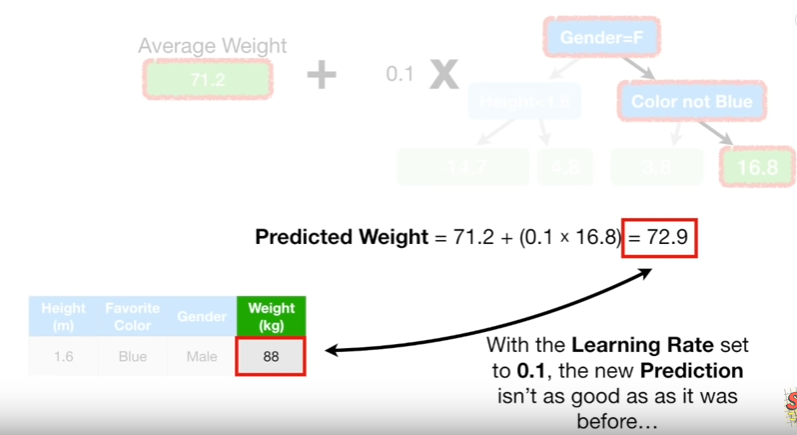 Average Weight
71.2
+
0.1
X
Gender=F
Height<1.6
Color not Blue
-14.7
4.8
3.8
16.8
Predicted Weight = 71.2 + (0.1 × 16.8) = 72.9
Height (m)
Favorite Color
Gender
Weight (kg)
1.6
Blue
Male
88
With the Learning Rate set
to 0.1, the new Prediction
isn't as good as as it was
before...